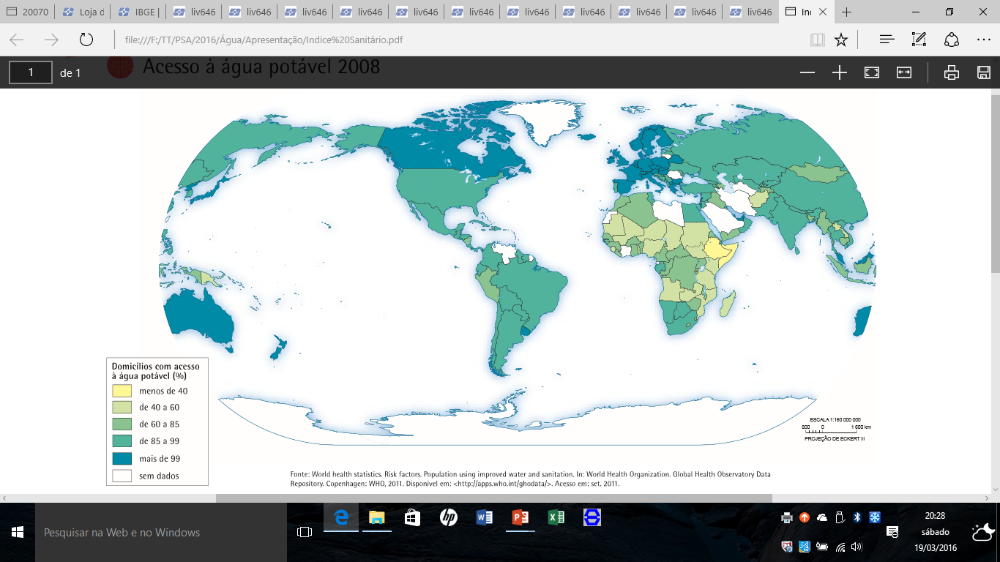 20070
Loja d
IBGE |
liv646
liv646
liv646
liv646
liv646
liv646
liv646
liv646
liv646
liv646
liv646
In
file:///F:/TT/PSA/2016/Água/Apresentação/Indice%20Sanitário.pdf
1 de 1
Acesso à água potável 2008
Domicílios com acesso
à água potável (%)
menos de 40
de 40 a 60
de 60 a 85
de 85 a 99
mais de 99
sem dados
ESCALA 1:160 000 000
800 0 1 600 km
PROJEÇÃO DE ECKERT III
Fonte: World health statistics. Risk factors. Population using improved water and sanitation. In: World Health Organization. Global Health Observatory Data
Repository. Copenhagen: WHO, 2011. Disponível em: <http://apps.who.int/ghodata/>. Acesso em: set. 2011.
Pesquisar na Web e no Windows
hp
20:28
sábado
19/03/2016